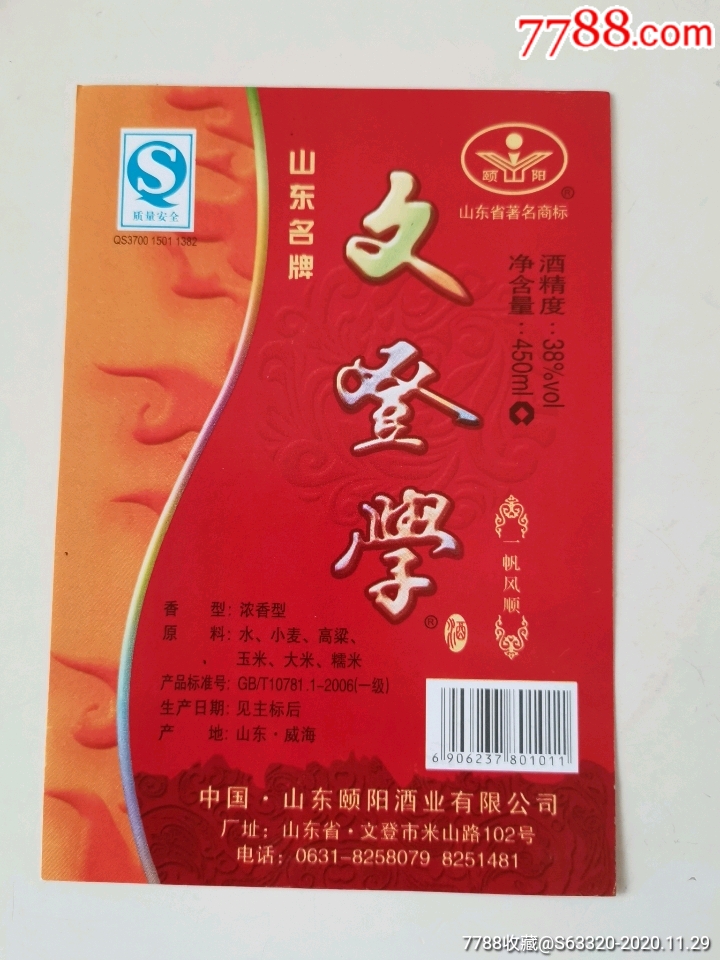 7788.com
质量安全
QS3700 1501 1382
山东名牌
文登学
®
酒
颐阳
®
山东省著名商标
酒精度：38%vol
净含量：450ml
一帆风顺
香 型：浓香型
原 料：水、小麦、高粱、
玉米、大米、糯米
产品标准号：GB/T10781.1-2006(一级)
生产日期：见主标后
产 地：山东·威海
6 906237 801011
中国·山东颐阳酒业有限公司
厂址：山东省·文登市米山路102号
电话：0631-8258079 8251481
7788收藏@S63320-2020.11.29